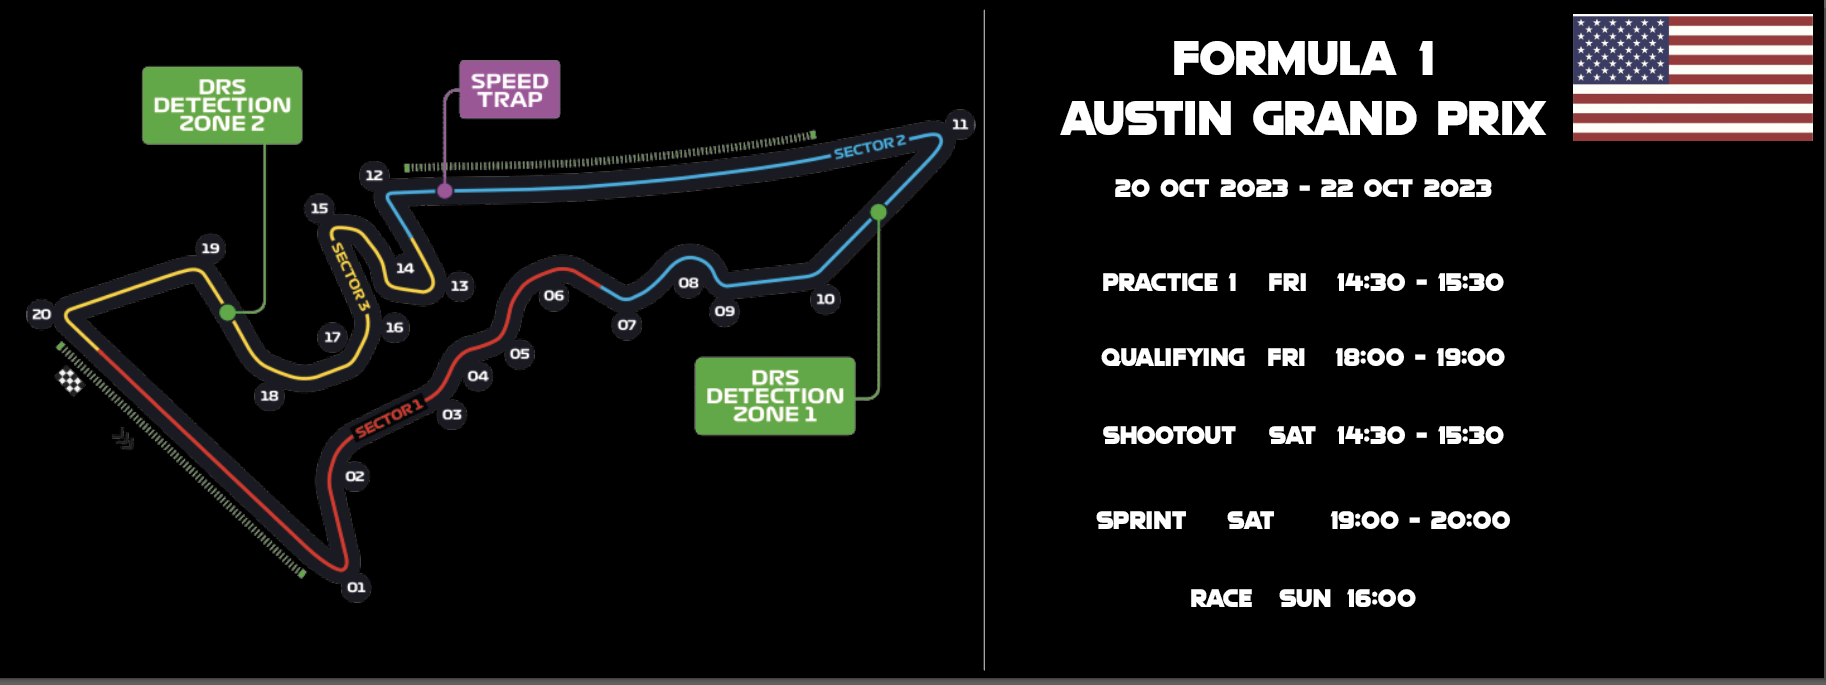 DRS
DETECTION
ZONE 2
SPEED
TRAP
11
SECTOR 2
12
15
19
14
13
SECTOR 3
20
06
08
09
10
07
16
17
05
04
18
03
SECTOR 1
02
01
DRS
DETECTION
ZONE 1
FORMULA 1
AUSTIN GRAND PRIX
20 OCT 2023 - 22 OCT 2023
PRACTICE 1 FRI 14:30 - 15:30
QUALIFYING FRI 18:00 - 19:00
SHOOTOUT SAT 14:30 - 15:30
SPRINT SAT 19:00 - 20:00
RACE SUN 16:00